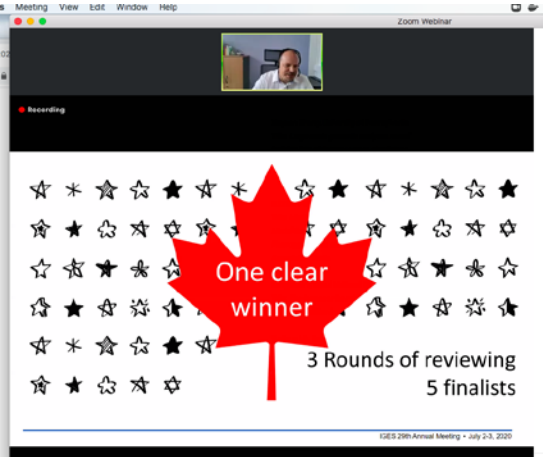 Meeting View Edit Window Help
Zoom Webinar
Recording
One clear
winner
3 Rounds of reviewing
5 finalists
IGES 29th Annual Meeting • July 2-3, 2020